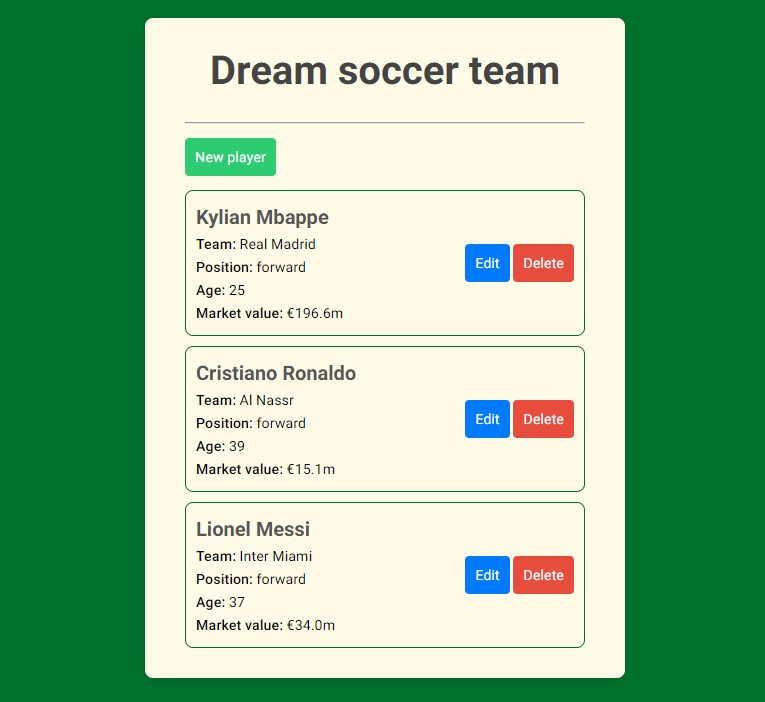 Dream soccer team
New player
Kylian Mbappe
Team: Real Madrid
Position: forward
Age: 25
Market value: €196.6m
Edit Delete
Cristiano Ronaldo
Team: Al Nassr
Position: forward
Age: 39
Market value: €15.1m
Edit Delete
Lionel Messi
Team: Inter Miami
Position: forward
Age: 37
Market value: €34.0m
Edit Delete